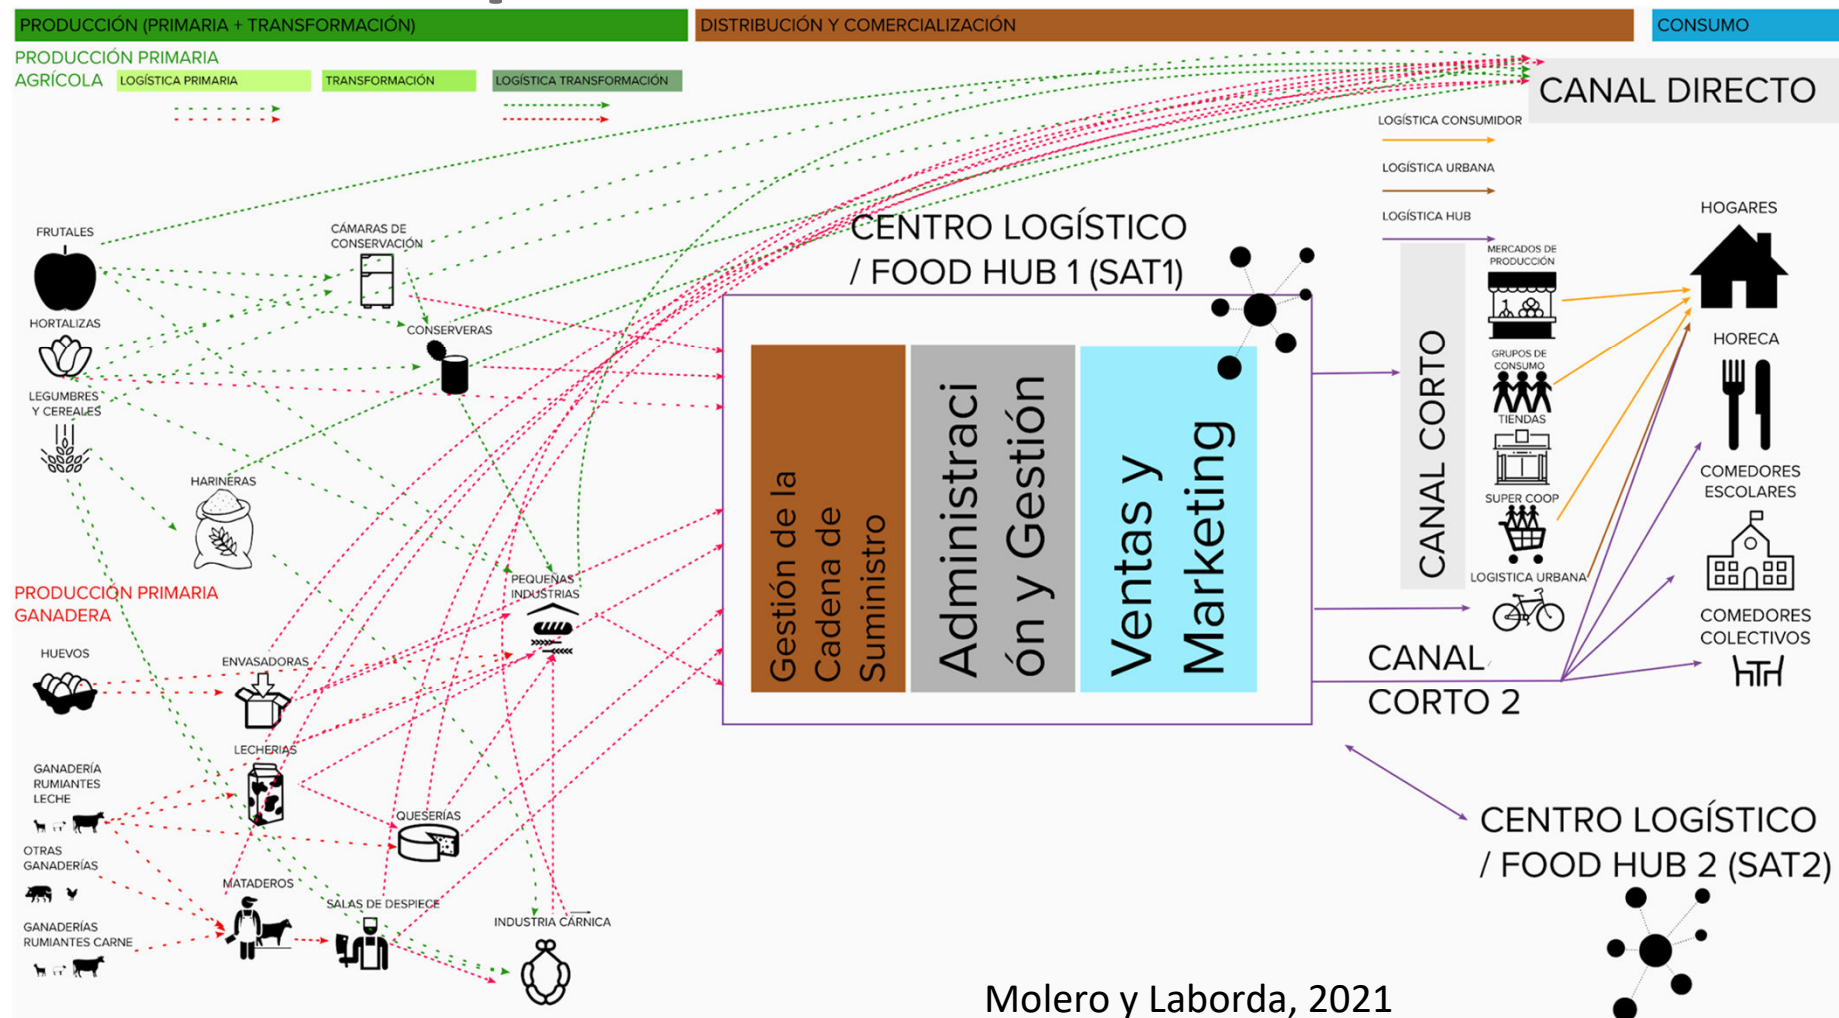 PRODUCCIÓN (PRIMARIA + TRANSFORMACIÓN)
DISTRIBUCIÓN Y COMERCIALIZACIÓN
CONSUMO
PRODUCCIÓN PRIMARIA
AGRÍCOLA
LOGÍSTICA PRIMARIA
TRANSFORMACIÓN
LOGÍSTICA TRANSFORMACIÓN
FRUTALES
HORTALIZAS
LEGUMBRES
Y CEREALES
CÁMARAS DE
CONSERVACIÓN
CONSERVERAS
HARINERAS
PEQUEÑAS
INDUSTRIAS
PRODUCCIÓN PRIMARIA
GANADERA
HUEVOS
ENVASADORAS
LECHERIAS
GANADERÍA
RUMIANTES
LECHE
QUESERÍAS
OTRAS
GANADERÍAS
MATADEROS
SALAS DE DESPIECE
INDUSTRIA CÁRNICA
GANADERÍAS
RUMIANTES CARNE
CENTRO LOGÍSTICO
/ FOOD HUB 1 (SAT1)
Gestión de la
Cadena de
Suministro
Administraci
ón y Gestión
Ventas y
Marketing
CANAL DIRECTO
LOGÍSTICA CONSUMIDOR
LOGÍSTICA URBANA
LOGÍSTICA HUB
CANAL CORTO
MERCADOS DE
PRODUCCIÓN
GRUPOS DE
CONSUMO
TIENDAS
SUPER COOP
LOGISTICA URBANA
HOGARES
HORECA
COMEDORES
ESCOLARES
COMEDORES
COLECTIVOS
CANAL
CORTO 2
CENTRO LOGÍSTICO
/ FOOD HUB 2 (SAT2)
Molero y Laborda, 2021